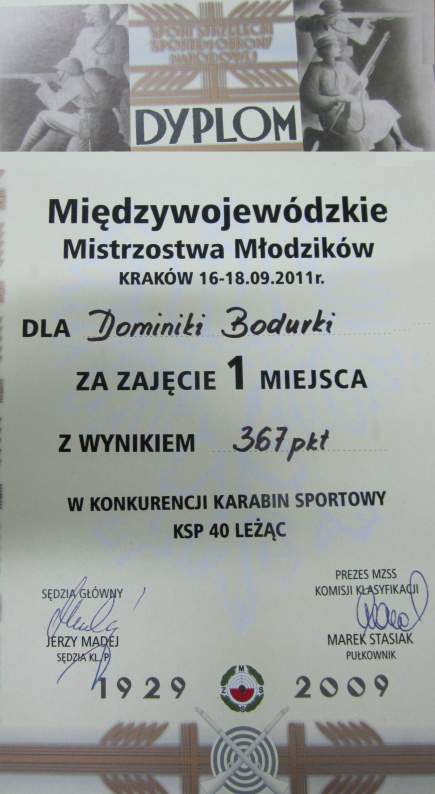 DYPLOM
Międzywojewódzkie
Mistrzostwa Młodzików
KRAKÓW 16-18.09.2011r.
DLA Dominiki Bodurki
ZA ZAJĘCIE 1 MIEJSCA
Z WYNIKIEM 367 pkt
W KONKURENCJI KARABIN SPORTOWY
KSP 40 LEŻĄC
SĘDZIA GŁÓWNY
JERZY MADEJ
SĘDZIA KL. P
PREZES MZSS
KOMISJI KLASYFIKACJI
MAREK STASIAK
PUŁKOWNIK
1929 MZSS 2009